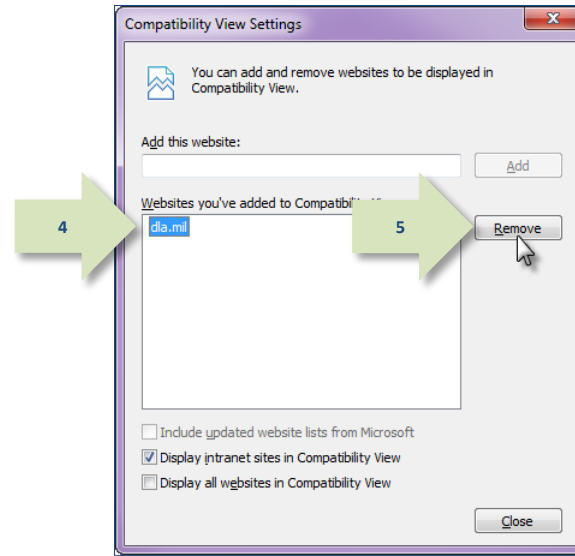 Compatibility View Settings
You can add and remove websites to be displayed in
Compatibility View.
Add this website:
Add
Websites you've added to Compatibility
4
dla.mil
5
Remove
Include updated website lists from Microsoft
Display intranet sites in Compatibility View
Display all websites in Compatibility View
Close